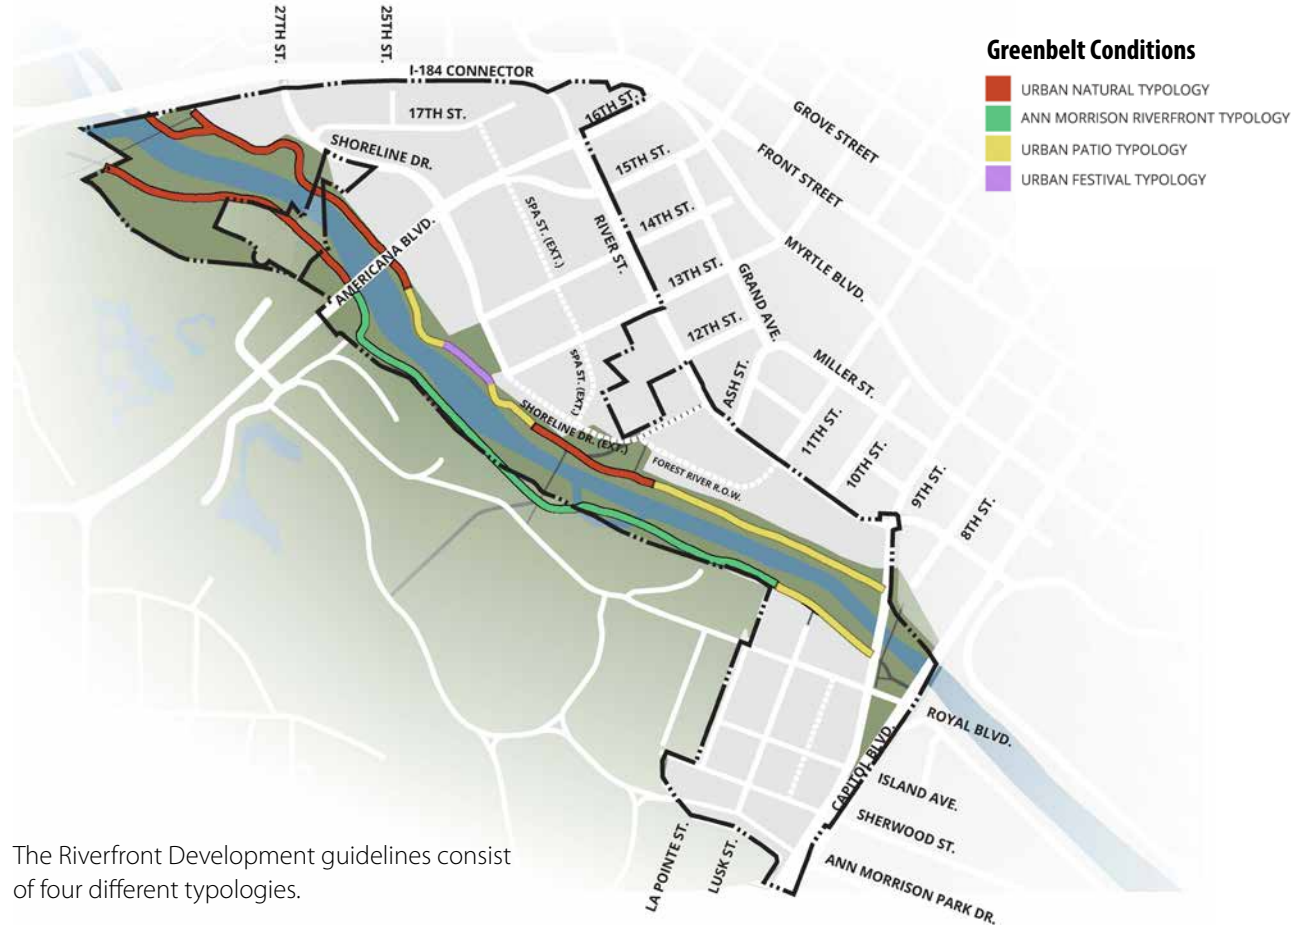 27TH ST.
25TH ST.
I-184 CONNECTOR
17TH ST.
16TH ST.
SHORELINE DR.
15TH ST.
14TH ST.
13TH ST.
12TH ST.
AMERICANA BLVD.
SPA ST. (EXT.)
RIVER ST.
GRAND AVE.
GROVE STREET
FRONT STREET
MYRTLE BLVD.
MILLER ST.
ASH ST.
SPA ST. (EXT.)
SHORELINE DR. (EXT.)
FOREST RIVER R.O.W.
11TH ST.
10TH ST.
9TH ST.
8TH ST.
ROYAL BLVD.
CAPITOL BLVD.
ISLAND AVE.
SHERWOOD ST.
ANN MORRISON PARK DR.
LA POINTE ST.
LUSK ST.
Greenbelt Conditions
URBAN NATURAL TYPOLOGY
ANN MORRISON RIVERFRONT TYPOLOGY
URBAN PATIO TYPOLOGY
URBAN FESTIVAL TYPOLOGY
The Riverfront Development guidelines consist
of four different typologies.